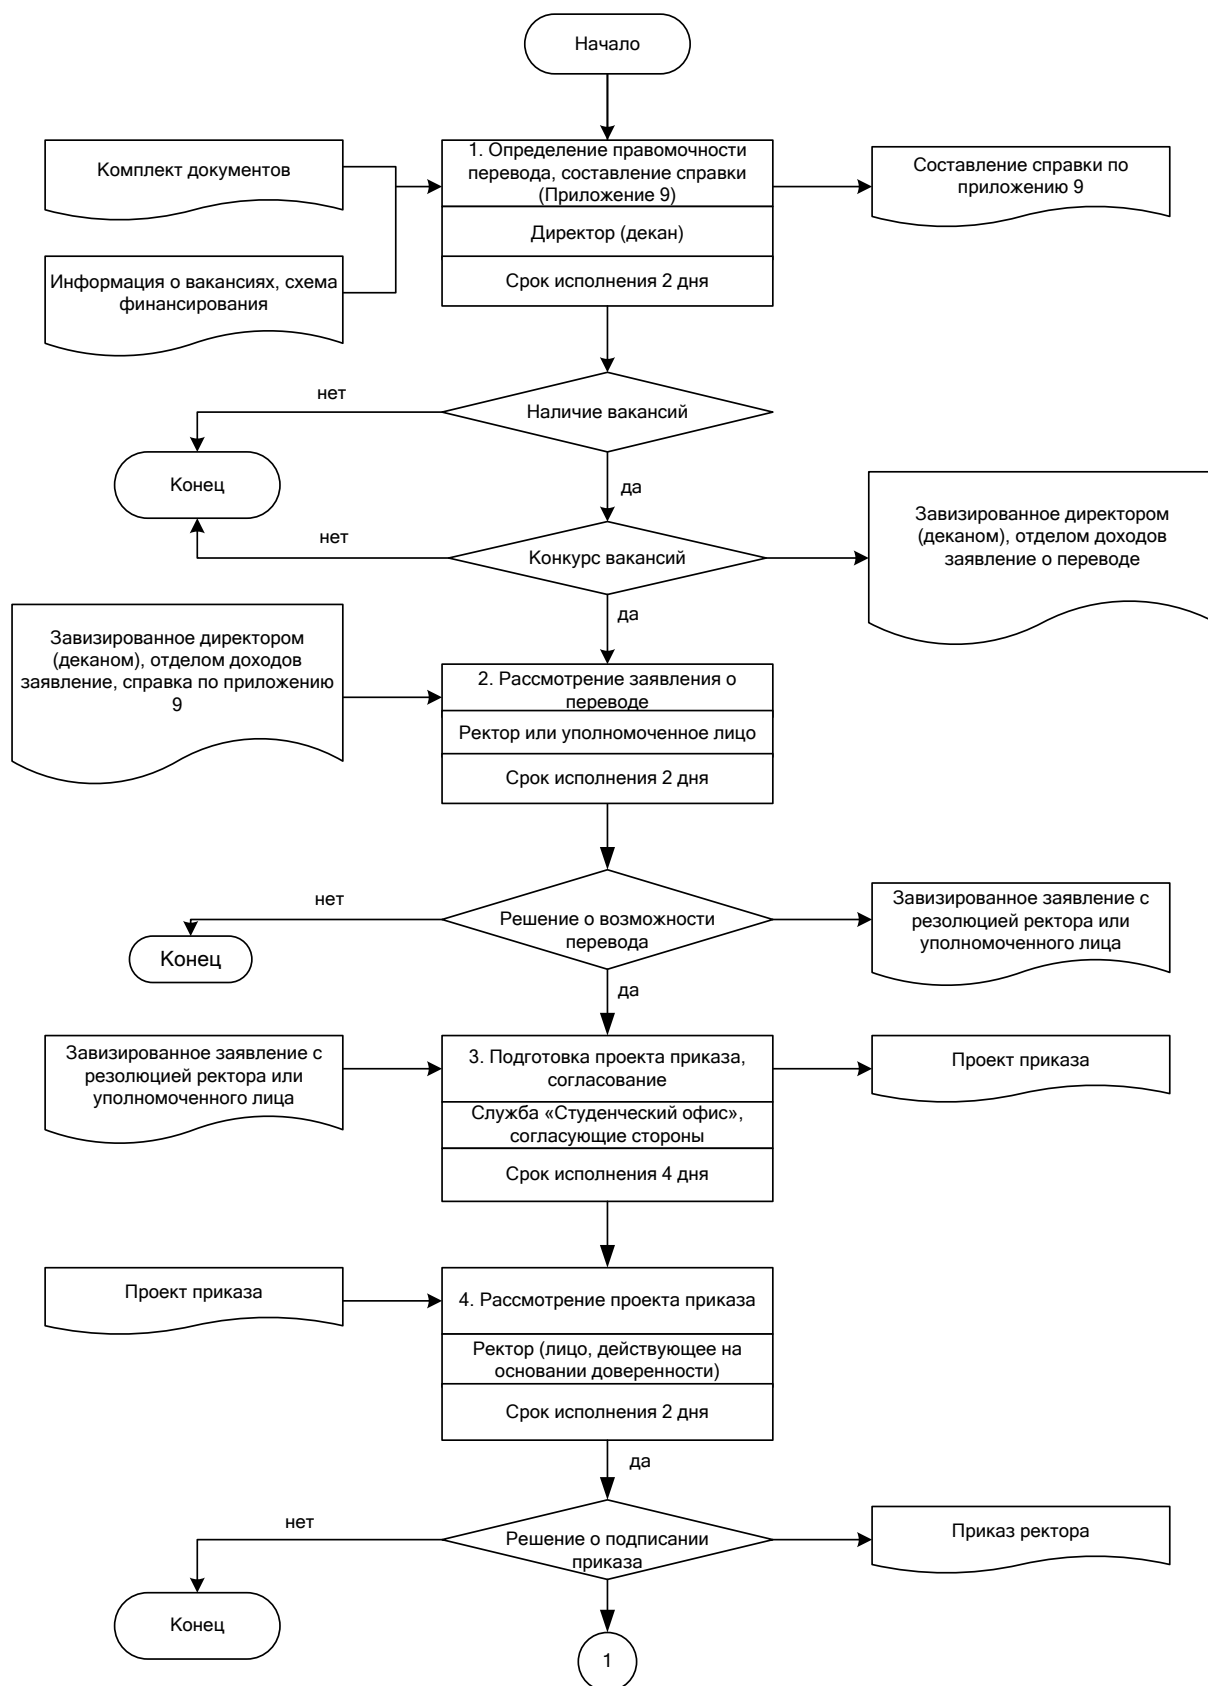 Начало
Комплект документов
1. Определение правомочности
перевода, составление справки
(Приложение 9)
Составление справки по
приложению 9
Директор (декан)
Информация о вакансиях, схема
финансирования
Срок исполнения 2 дня
нет
Наличие вакансий
Конец
да
нет
Конкурс вакансий
Завизированное директором
(деканом), отделом доходов
заявление о переводе
да
Завизированное директором
(деканом), отделом доходов
заявление, справка по приложению
9
2. Рассмотрение заявления о
переводе
Ректор или уполномоченное лицо
Срок исполнения 2 дня
нет
Решение о возможности
перевода
Завизированное заявление с
резолюцией ректора или
уполномоченного лица
Конец
да
Завизированное заявление с
резолюцией ректора или
уполномоченного лица
3. Подготовка проекта приказа,
согласование
Проект приказа
Служба «Студенческий офис»,
согласующие стороны
Срок исполнения 4 дня
Проект приказа
4. Рассмотрение проекта приказа
Ректор (лицо, действующее на
основании доверенности)
Срок исполнения 2 дня
да
нет
Решение о подписании
приказа
Приказ ректора
Конец
1